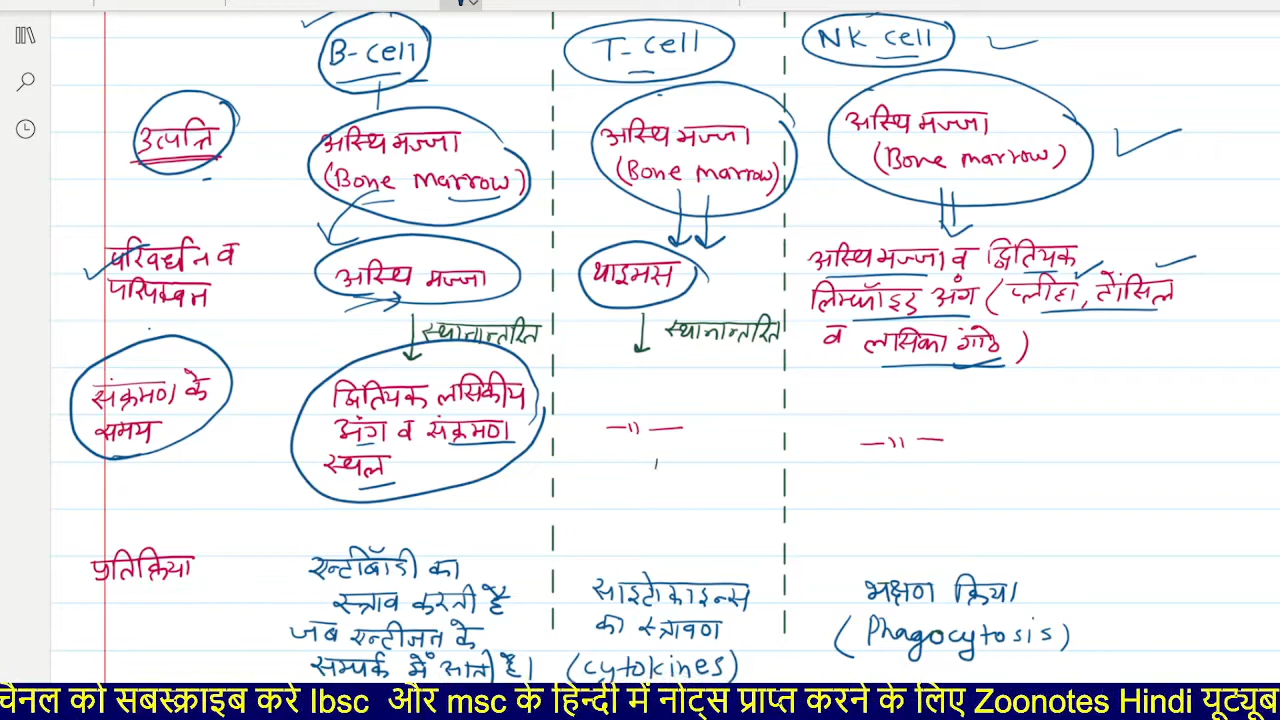 B-cell T-cell NK cell
उत्पत्ति अस्थि मज्जा अस्थि मज्जा अस्थि मज्जा
(Bone marrow) (Bone marrow) (Bone marrow)
परिवर्धन व अस्थि मज्जा थाइमस अस्थि मज्जा व द्वितियक
परिपक्वन लिम्फॉइड अंग (प्लीहा, टॉंसिल
स्थानान्तरित स्थानान्तरित व लसिका गांठे)
संक्रमण के द्वितियक लसिकीय
समय अंग व संक्रमण —〃— —〃—
स्थल
प्रतिक्रिया एन्टीबॉडी का साइटोकाइन्स भक्षण क्रिया
स्त्राव करती है का स्त्रावण (Phagocytosis)
जब एन्टीजन के (cytokines)
सम्पर्क में आती है।
चैनल को सबस्क्राइब करें Ibsc और msc के हिन्दी में नोट्स प्राप्त करने के लिए Zoonotes Hindi यूट्यूब